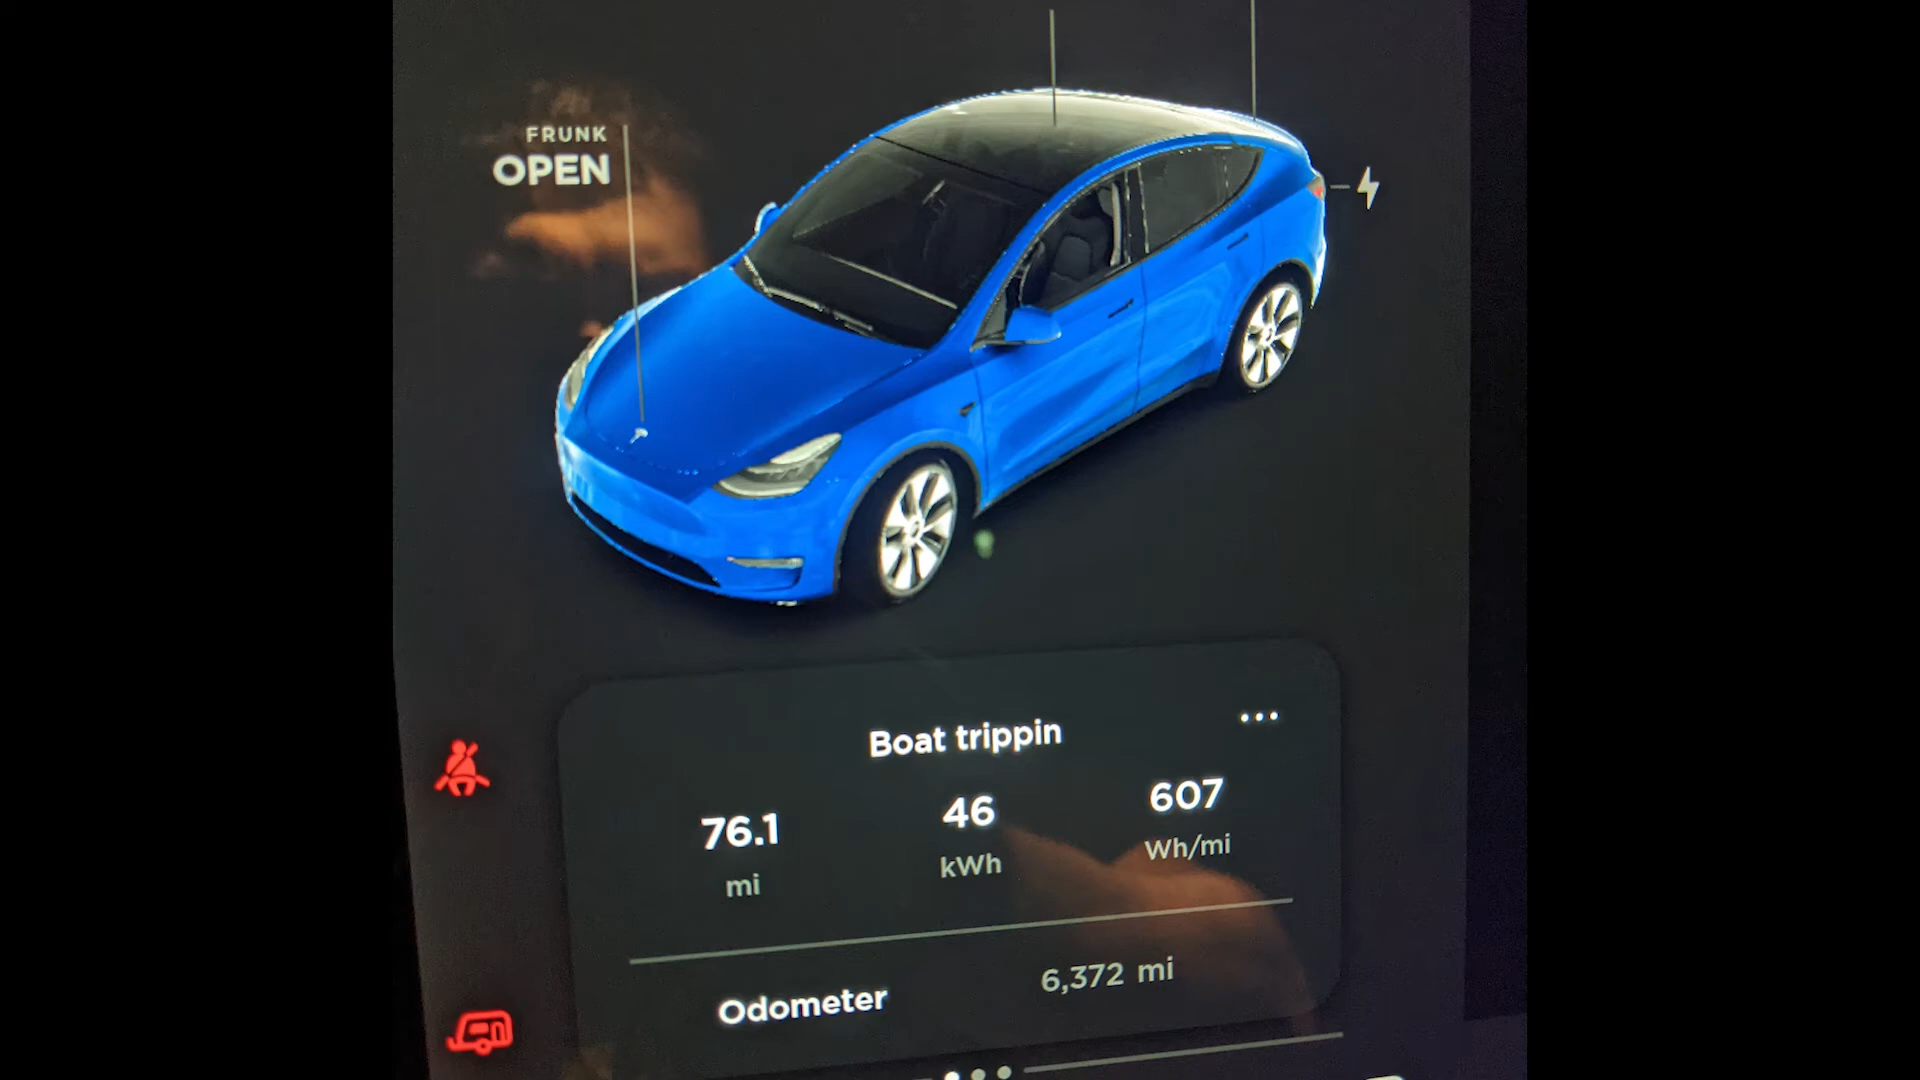 FRUNK
OPEN
Boat trippin
76.1
mi
46
kWh
607
Wh/mi
Odometer
6,372 mi